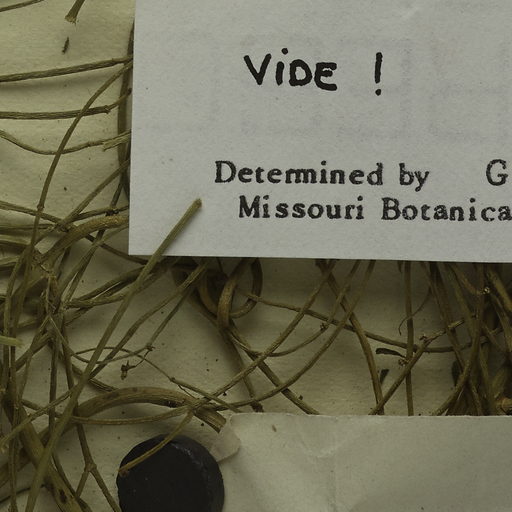 VIDE !
Determined by G
Missouri Botanica